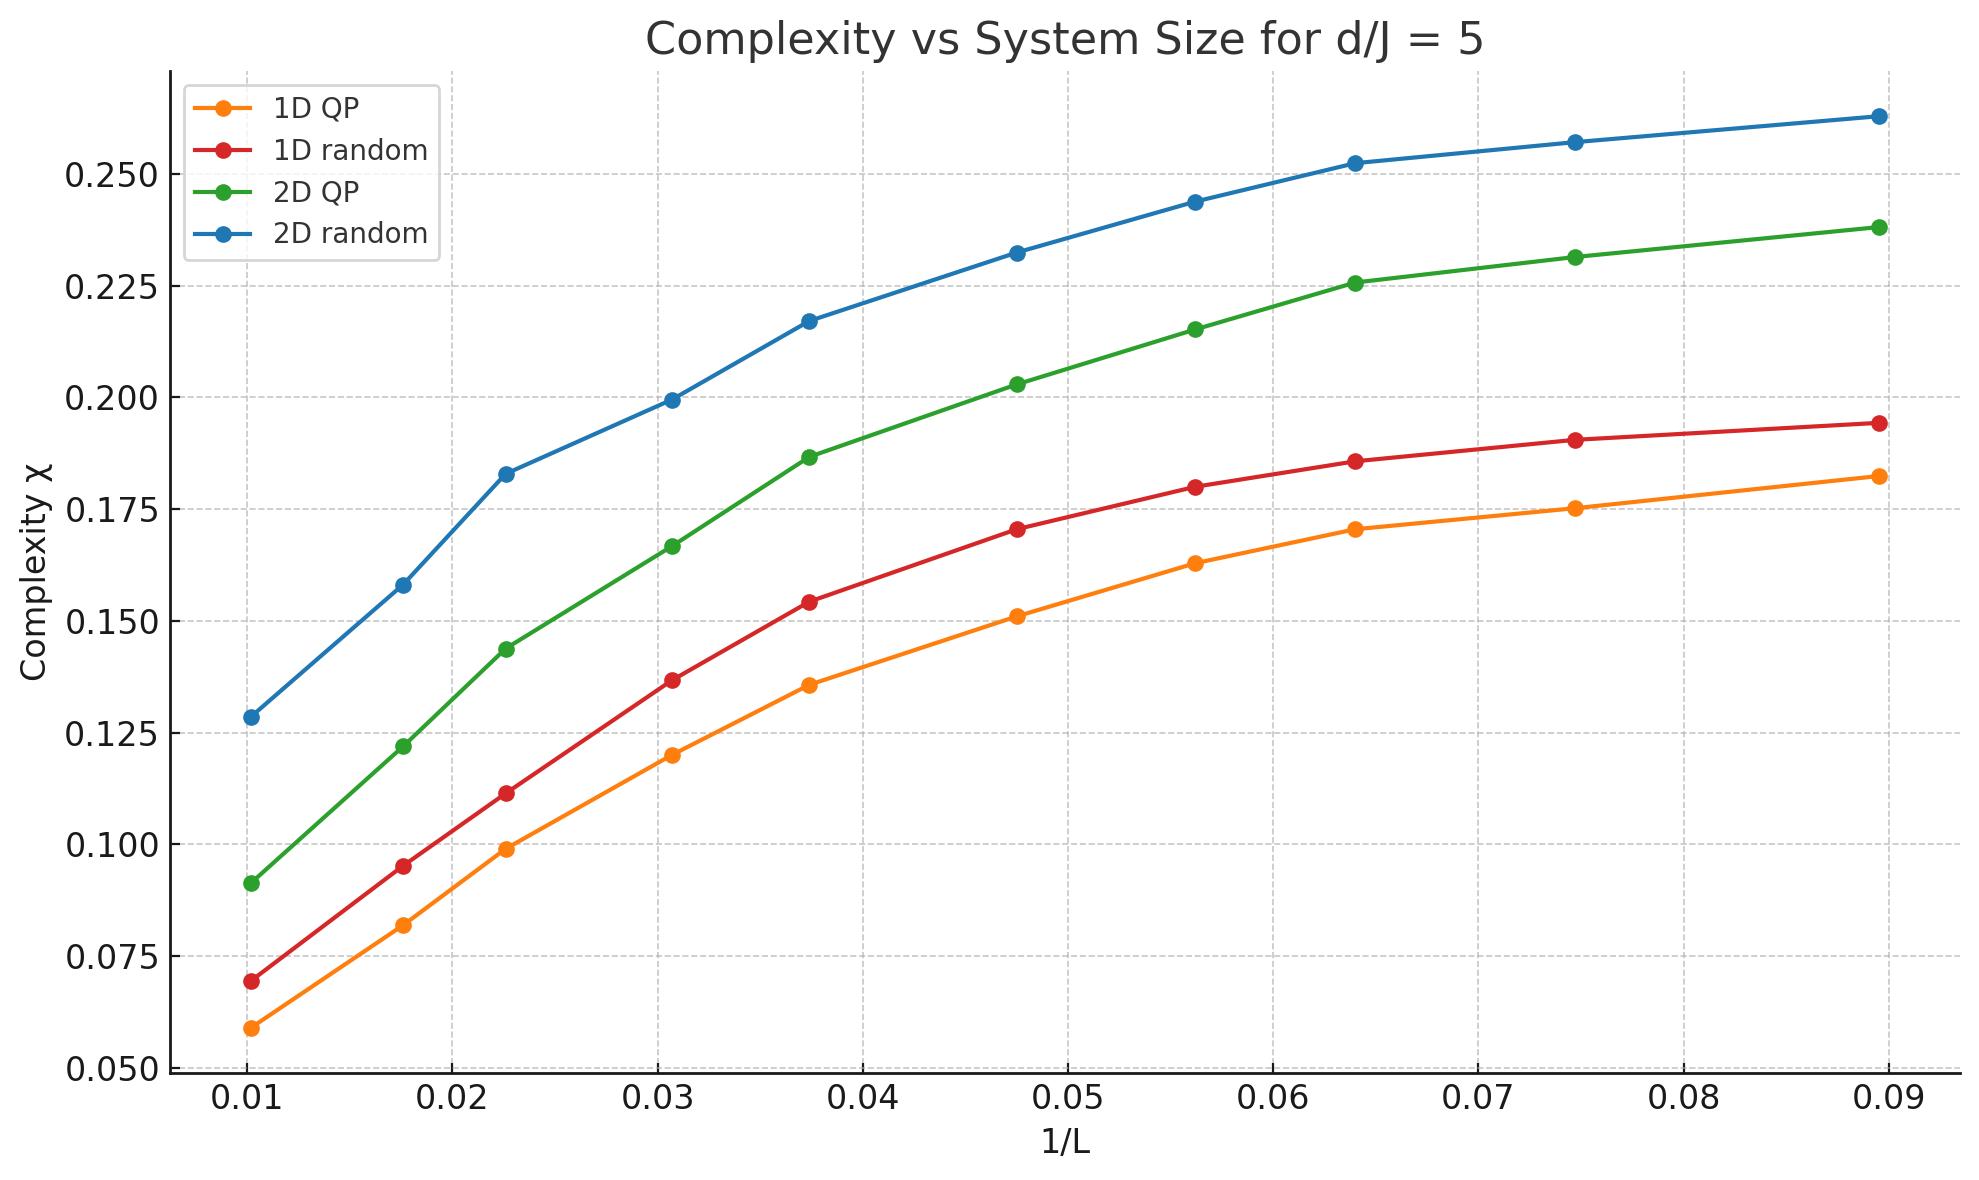 Complexity vs System Size for d/J = 5
1D QP
1D random
2D QP
2D random
Complexity χ
0.250
0.225
0.200
0.175
0.150
0.125
0.100
0.075
0.050
0.01 0.02 0.03 0.04 0.05 0.06 0.07 0.08 0.09
1/L